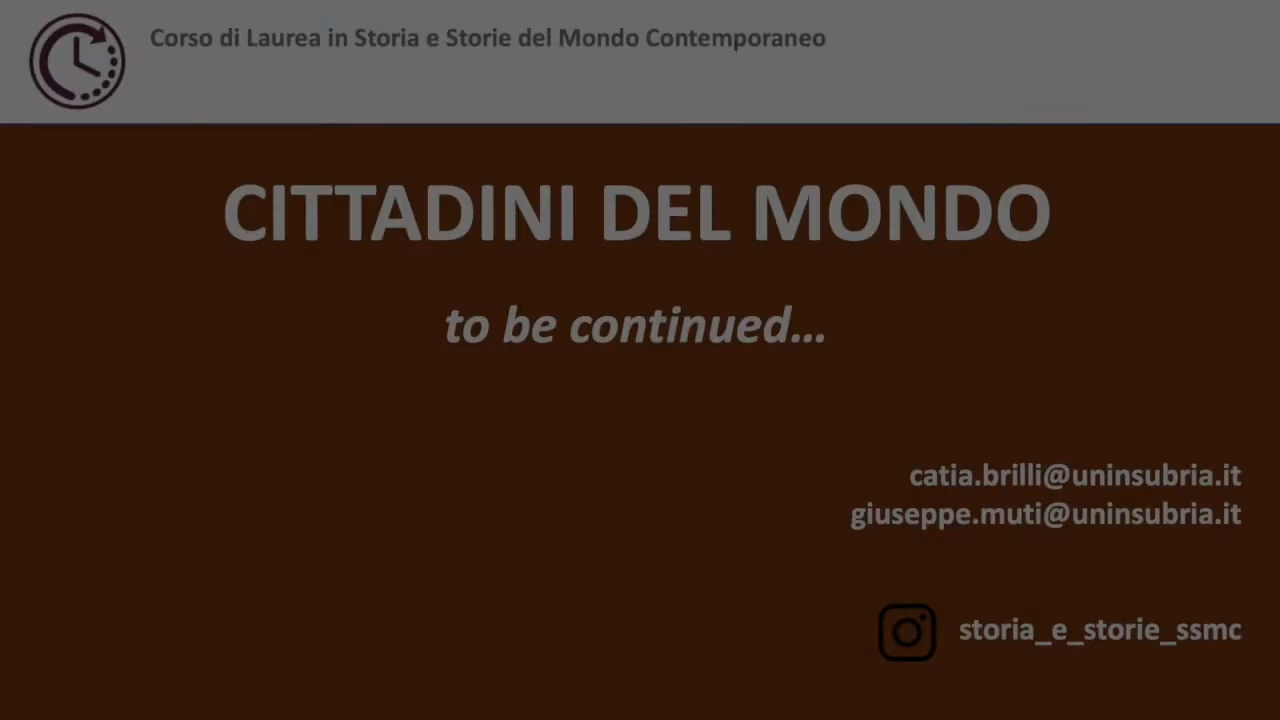 Corso di Laurea in Storia e Storie del Mondo Contemporaneo
CITTADINI DEL MONDO
to be continued...
catia.brilli@uninsubria.it
giuseppe.muti@uninsubria.it
storia_e_storie_ssmc